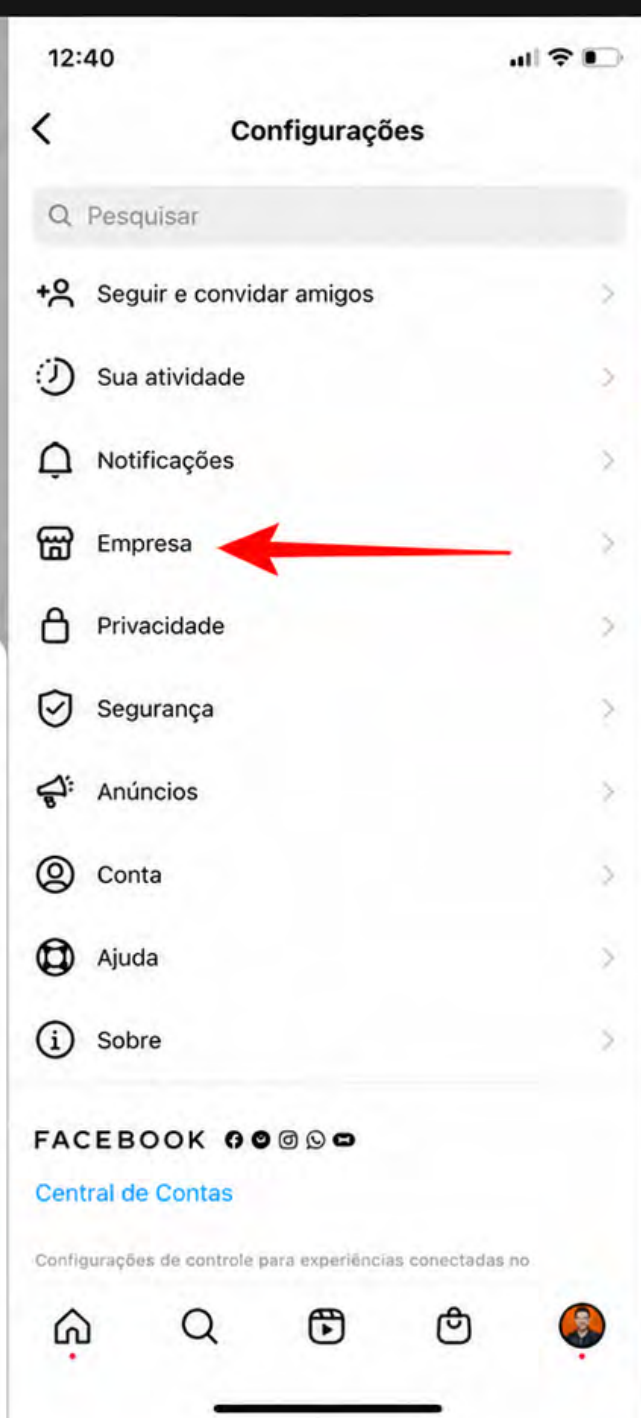 12:40
Configurações
Pesquisar
Seguir e convidar amigos
Sua atividade
Notificações
Empresa
Privacidade
Segurança
Anúncios
Conta
Ajuda
Sobre
FACEBOOK
Central de Contas
Configurações de controle para experiências conectadas no